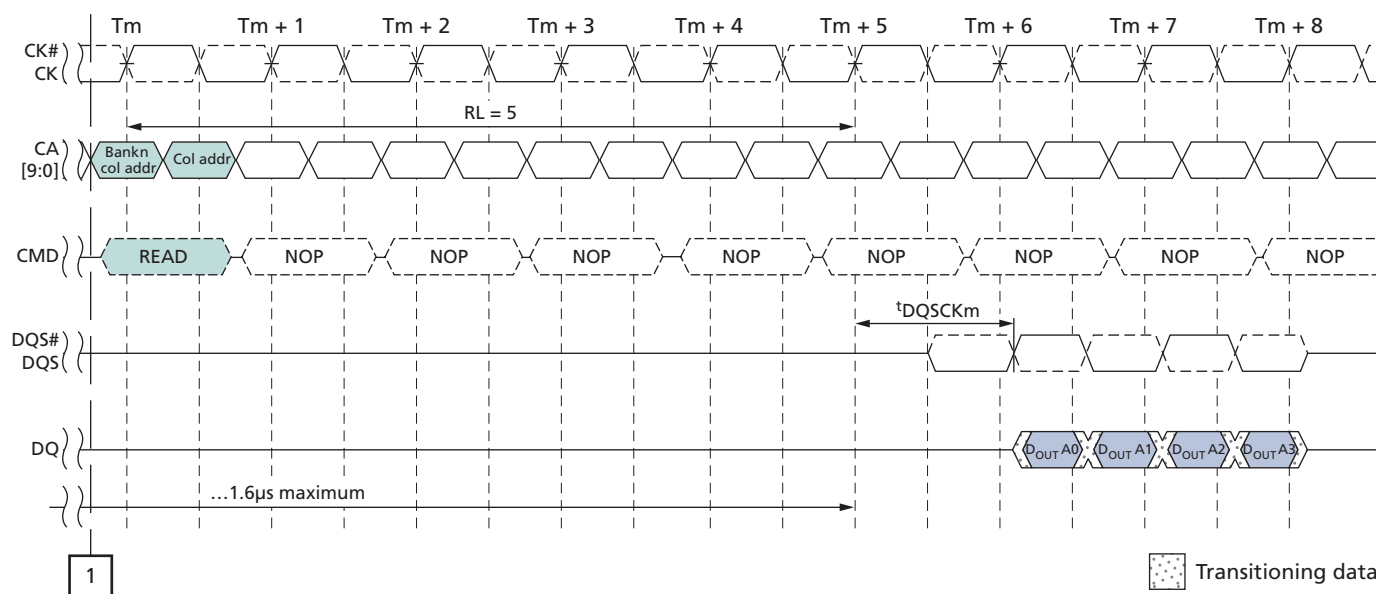 Tm Tm + 1 Tm + 2 Tm + 3 Tm + 4 Tm + 5 Tm + 6 Tm + 7 Tm + 8
CK#
CK
RL = 5
CA
[9:0]
Bankn
col addr
Col addr
CMD READ NOP NOP NOP NOP NOP NOP NOP NOP
tDQSCKm
DQS#
DQS
DQ DOUT A0 DOUT A1 DOUT A2 DOUT A3
...1.6μs maximum
1
Transitioning data